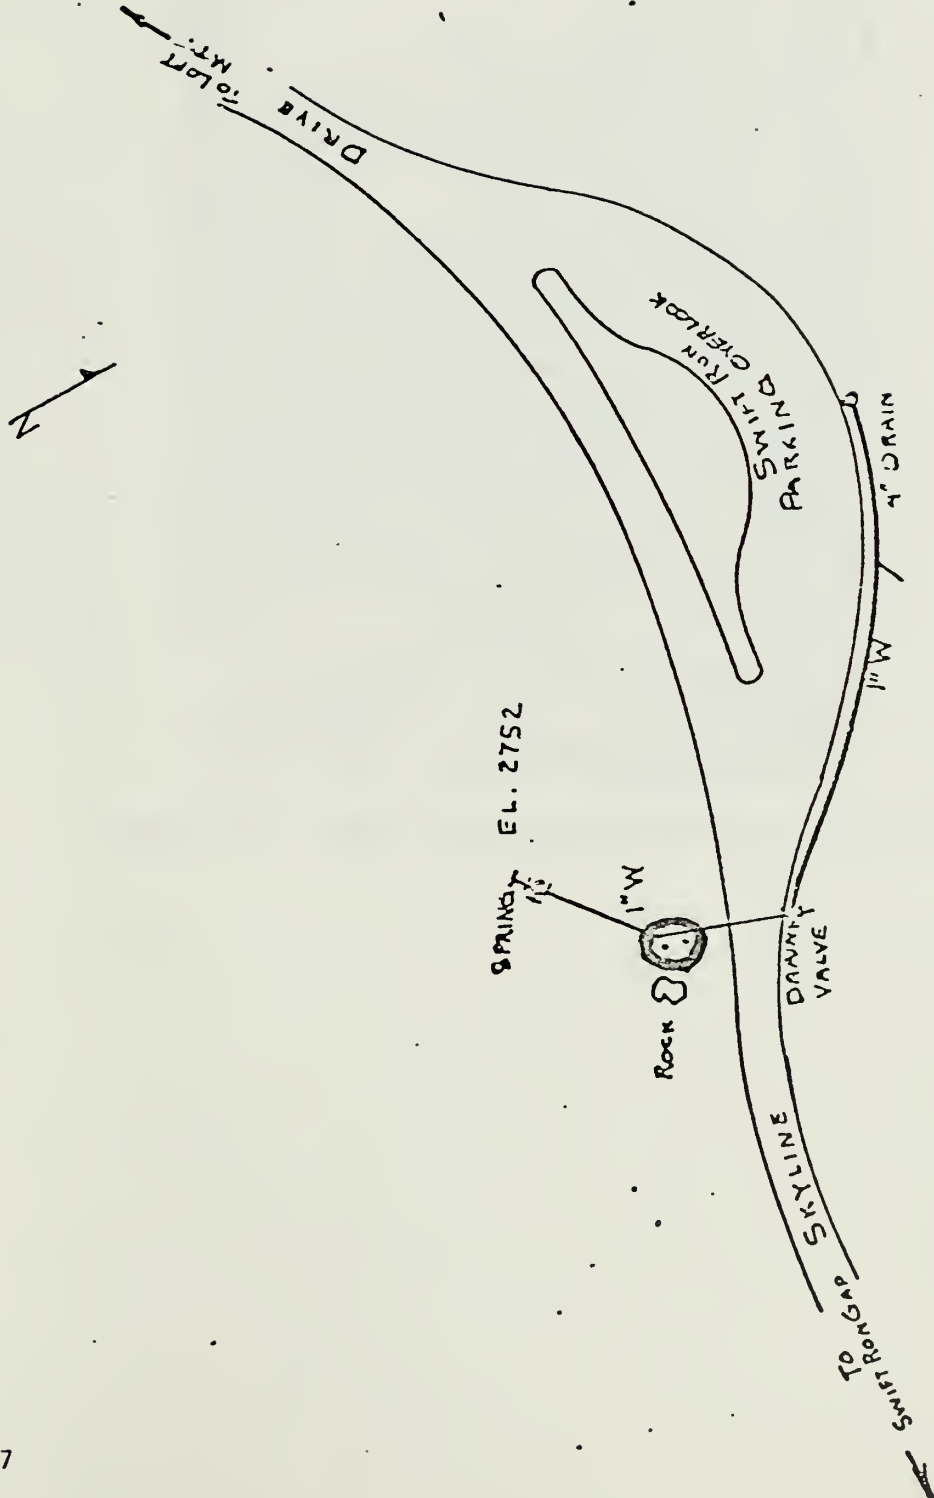 TO LOFT
MT.
DRIVE
SWIFT RUN
PARKING OVERLOOK
4" DRAIN
1" W
N
SPRING
EL. 2752
1" W
ROCK
VALVE
SKYLINE
TO
SWIFT RUN GAP
7